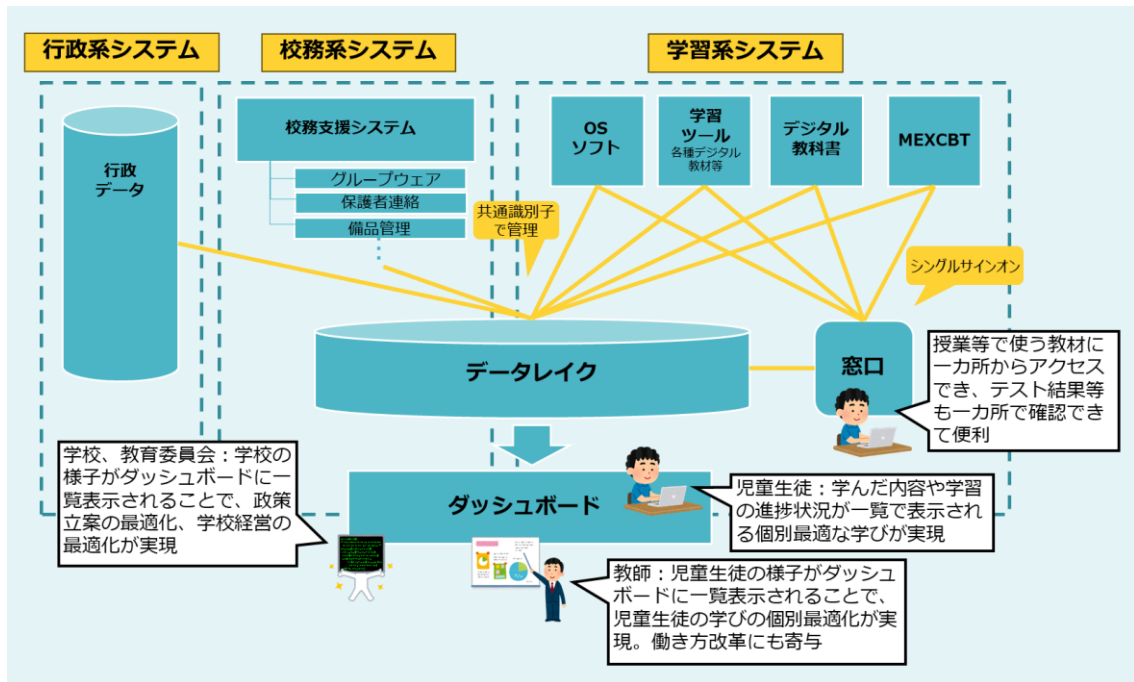 行政系システム
校務系システム
学習系システム
行政
データ
校務支援システム
グループウェア
保護者連絡
備品管理
共通識別子
で管理
OS
ソフト
学習
ツール
各種デジタル
教材等
デジタル
教科書
MEXCBT
シングルサインオン
データレイク
窓口
授業等で使う教材に
一カ所からアクセス
でき、テスト結果等
も一カ所で確認でき
て便利
学校、教育委員会：学校の
様子がダッシュボードに一
覧表示されることで、政策
立案の最適化、学校経営の
最適化が実現
ダッシュボード
児童生徒：学んだ内容や学習
の進捗状況が一覧で表示され
る個別最適な学びが実現
教師：児童生徒の様子がダッシュ
ボードに一覧表示されることで、
児童生徒の学びの個別最適化が実
現。働き方改革にも寄与